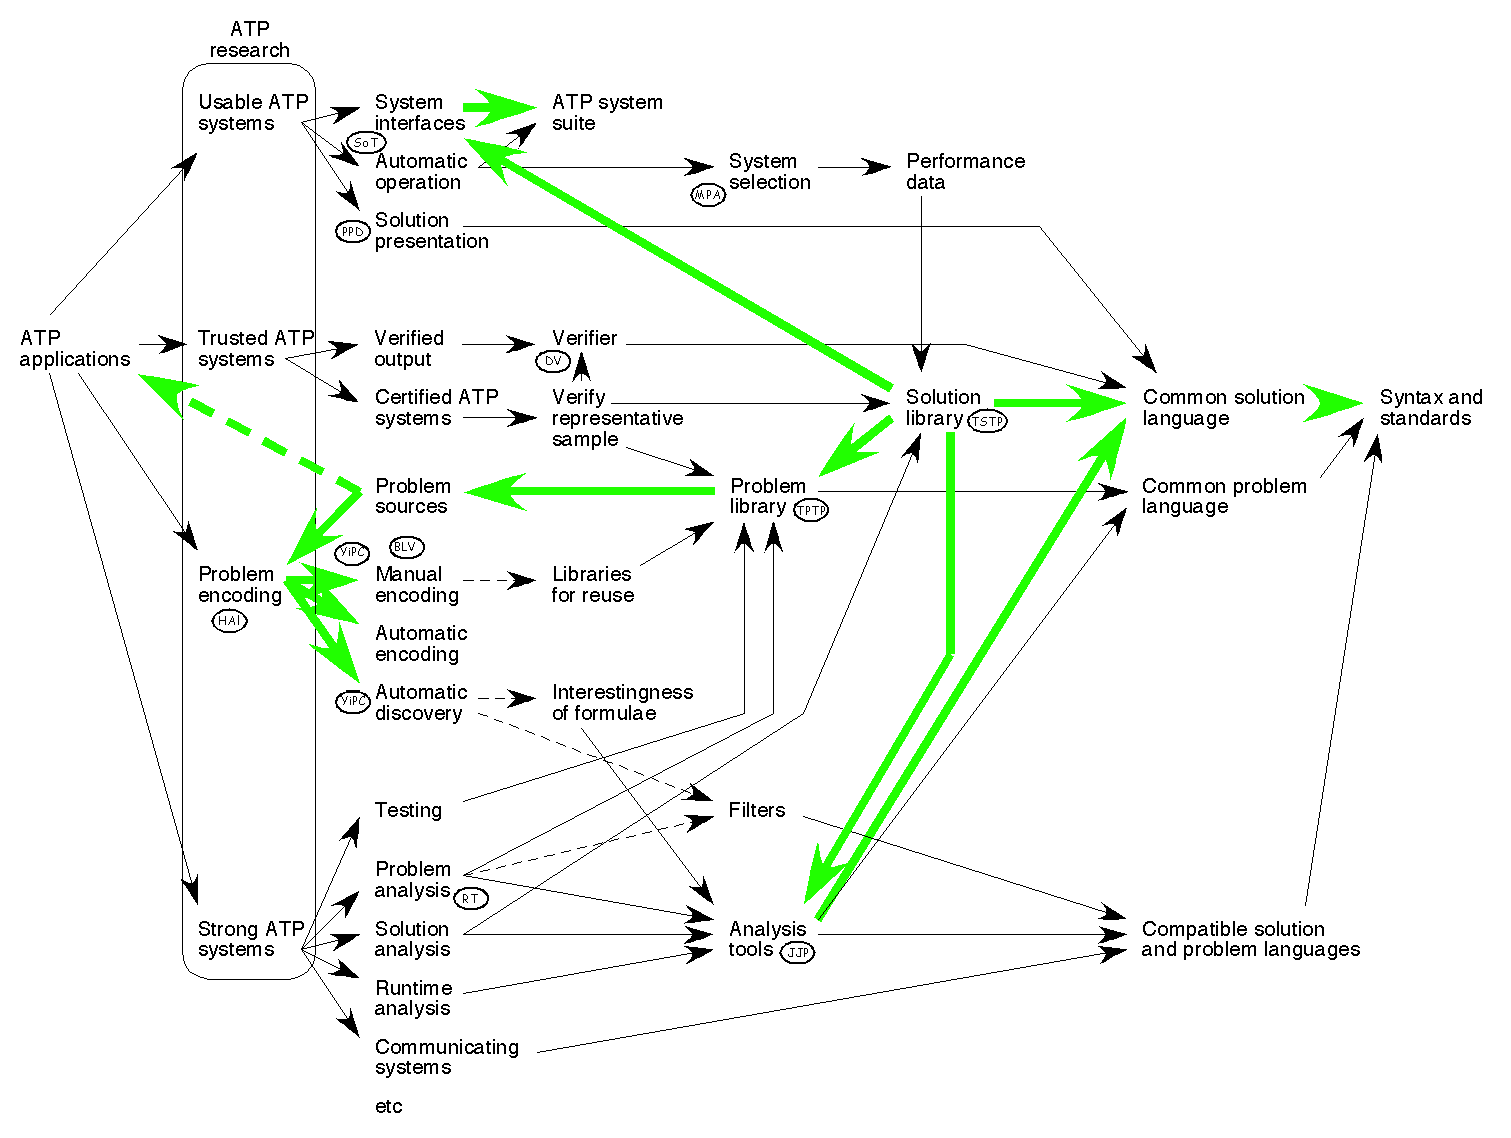 ATP
research
Usable ATP
systems
System
interfaces
ATP system
suite
SoT
Automatic
operation
System
selection
MPA
Performance
data
PPD
Solution
presentation
ATP
applications
Trusted ATP
systems
Verified
output
Verifier
DV
Certified ATP
systems
Verify
representative
sample
Solution
library
TSTP
Common solution
language
Syntax and
standards
Problem
sources
Problem
library
TPTP
Common problem
language
YiPC
BLV
Problem
encoding
HAI
Manual
encoding
Libraries
for reuse
Automatic
encoding
YiPC
Automatic
discovery
Interestingness
of formulae
Testing
Filters
Problem
analysis
RT
Strong ATP
systems
Solution
analysis
Analysis
tools
JJP
Compatible solution
and problem languages
Runtime
analysis
Communicating
systems
etc